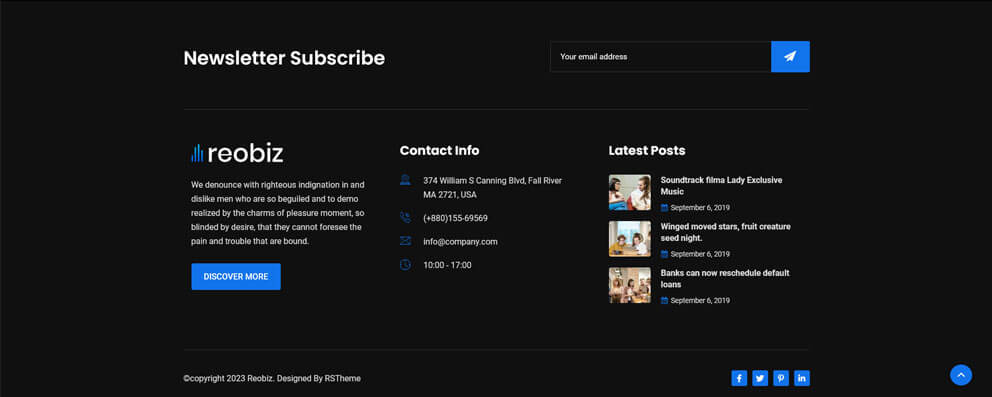 Newsletter Subscribe
Your email address
reobiz
We denounce with righteous indignation in and
dislike men who are so beguiled and to demo
realized by the charms of pleasure moment, so
blinded by desire, that they cannot foresee the
pain and trouble that are bound.
DISCOVER MORE
Contact Info
374 William S Canning Blvd, Fall River
MA 2721, USA
(+880)155-69569
info@company.com
10:00 - 17:00
Latest Posts
Soundtrack filma Lady Exclusive
Music
September 6, 2019
Winged moved stars, fruit creature
seed night.
September 6, 2019
Banks can now reschedule default
loans
September 6, 2019
©copyright 2023 Reobiz. Designed By RSTheme